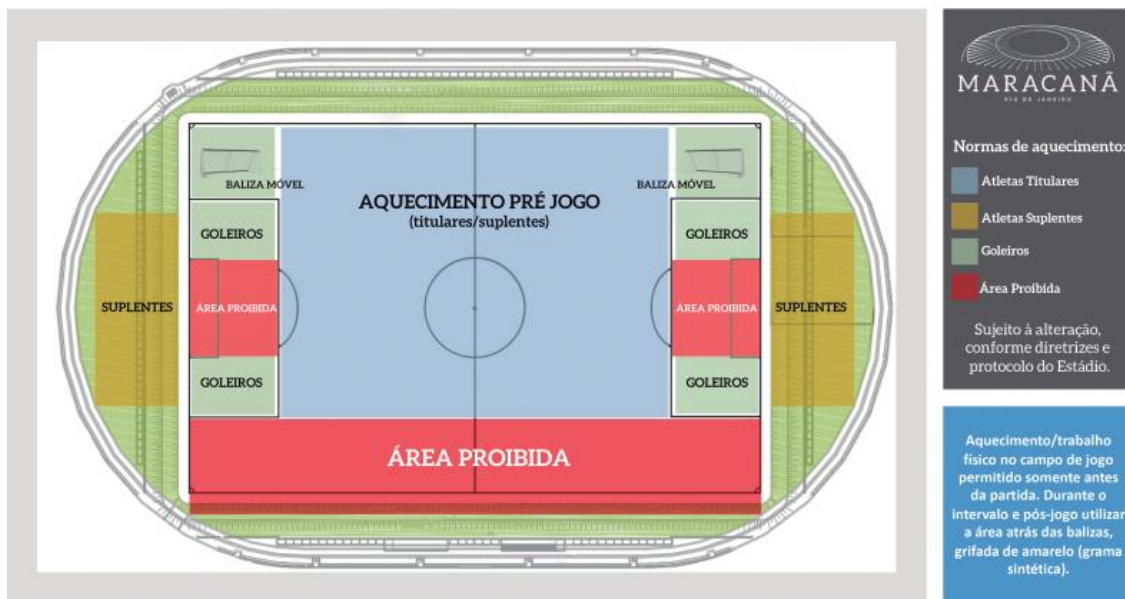 BALIZA MÓVEL
BALIZA MÓVEL
AQUECIMENTO PRÉ JOGO
(titulares/suplentes)
GOLEIROS
GOLEIROS
SUPLENTES
ÁREA PROIBIDA
ÁREA PROIBIDA
SUPLENTES
GOLEIROS
GOLEIROS
ÁREA PROIBIDA
MARACANÃ
RIO DE JANEIRO
Normas de aquecimento:
Atletas Titulares
Atletas Suplentes
Goleiros
Área Proibida
Sujeito à alteração,
conforme diretrizes e
protocolo do Estádio.
Aquecimento/trabalho
físico no campo de jogo
permitido somente antes
da partida. Durante o
intervalo e pós-jogo utilizar
a área atrás das balizas,
grifada de amarelo (grama
sintética).